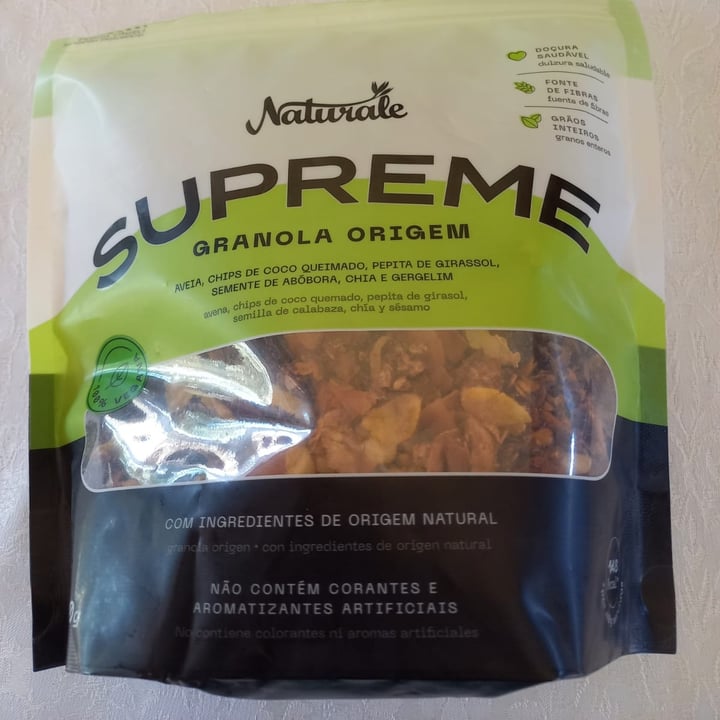 Naturale
DOÇURA
SAUDÁVEL
dulzura saludable
FONTE
DE FIBRAS
fuente de fibras
GRÃOS
INTEIROS
granos enteros
SUPREME
GRANOLA ORIGEM
AVEIA, CHIPS DE COCO QUEIMADO, PEPITA DE GIRASSOL,
SEMENTE DE ABÓBORA, CHIA E GERGELIM
avena, chips de coco quemado, pepita de girasol,
semilla de calabaza, chía y sésamo
100% VEGANO
COM INGREDIENTES DE ORIGEM NATURAL
granola origen • con ingredientes de origen natural
NÃO CONTÉM CORANTES E
AROMATIZANTES ARTIFICIAIS
No contiene colorantes ni aromas artificiales